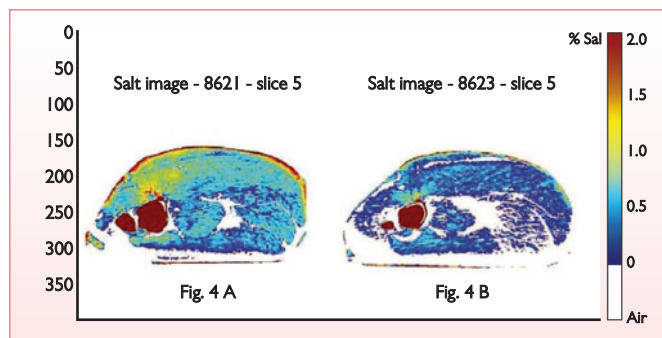 0
50
100
150
200
250
300
350
Salt image - 8621 - slice 5
Salt image - 8623 - slice 5
Fig. 4 A
Fig. 4 B
% Sal
2.0
1.5
1.0
0.5
0
Air